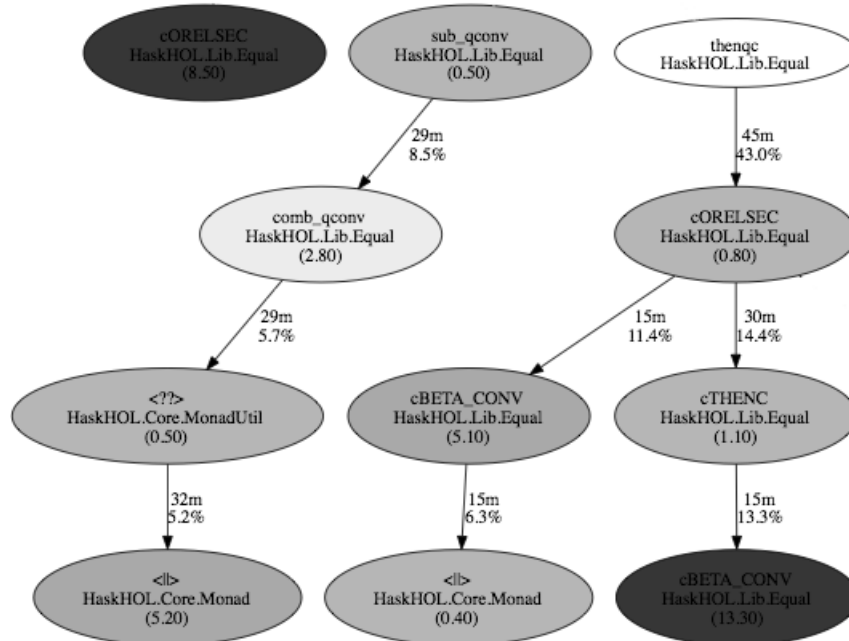 cORELSEC
HaskHOL.Lib.Equal
(8.50)
sub_qconv
HaskHOL.Lib.Equal
(0.50)
thenqc
HaskHOL.Lib.Equal
29m
8.5%
45m
43.0%
comb_qconv
HaskHOL.Lib.Equal
(2.80)
cORELSEC
HaskHOL.Lib.Equal
(0.80)
29m
5.7%
15m
11.4%
30m
14.4%
<??>
HaskHOL.Core.MonadUtil
(0.50)
cBETA_CONV
HaskHOL.Lib.Equal
(5.10)
cTHENC
HaskHOL.Lib.Equal
(1.10)
32m
5.2%
15m
6.3%
15m
13.3%
<||>
HaskHOL.Core.Monad
(5.20)
<||>
HaskHOL.Core.Monad
(0.40)
cBETA_CONV
HaskHOL.Lib.Equal
(13.30)